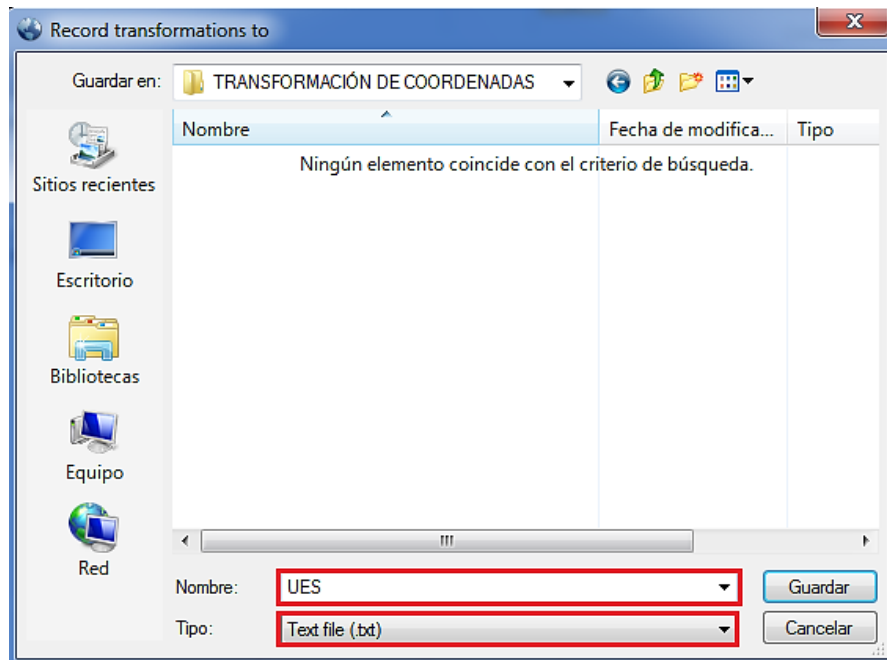 Record transformations to
Guardar en: TRANSFORMACIÓN DE COORDENADAS
Nombre Fecha de modifica... Tipo
Ningún elemento coincide con el criterio de búsqueda.
Sitios recientes
Escritorio
Bibliotecas
Equipo
Red
Nombre: UES Guardar
Tipo: Text file (.txt) Cancelar